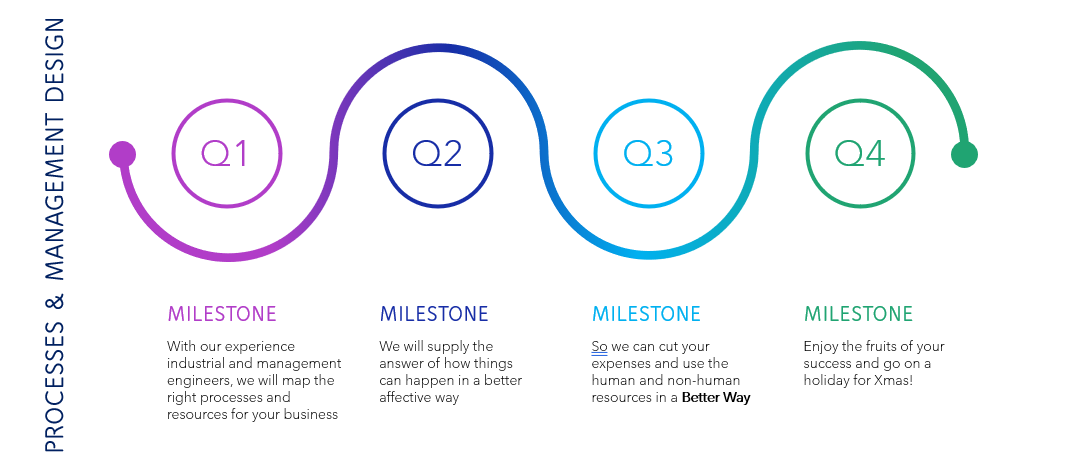 PROCESSES & MANAGEMENT DESIGN
Q1
Q2
Q3
Q4
MILESTONE
With our experience
industrial and management
engineers, we will map the
right processes and
resources for your business
MILESTONE
We will supply the
answer of how things
can happen in a better
affective way
MILESTONE
So we can cut your
expenses and use the
human and non-human
resources in a Better Way
MILESTONE
Enjoy the fruits of your
success and go on a
holiday for Xmas!